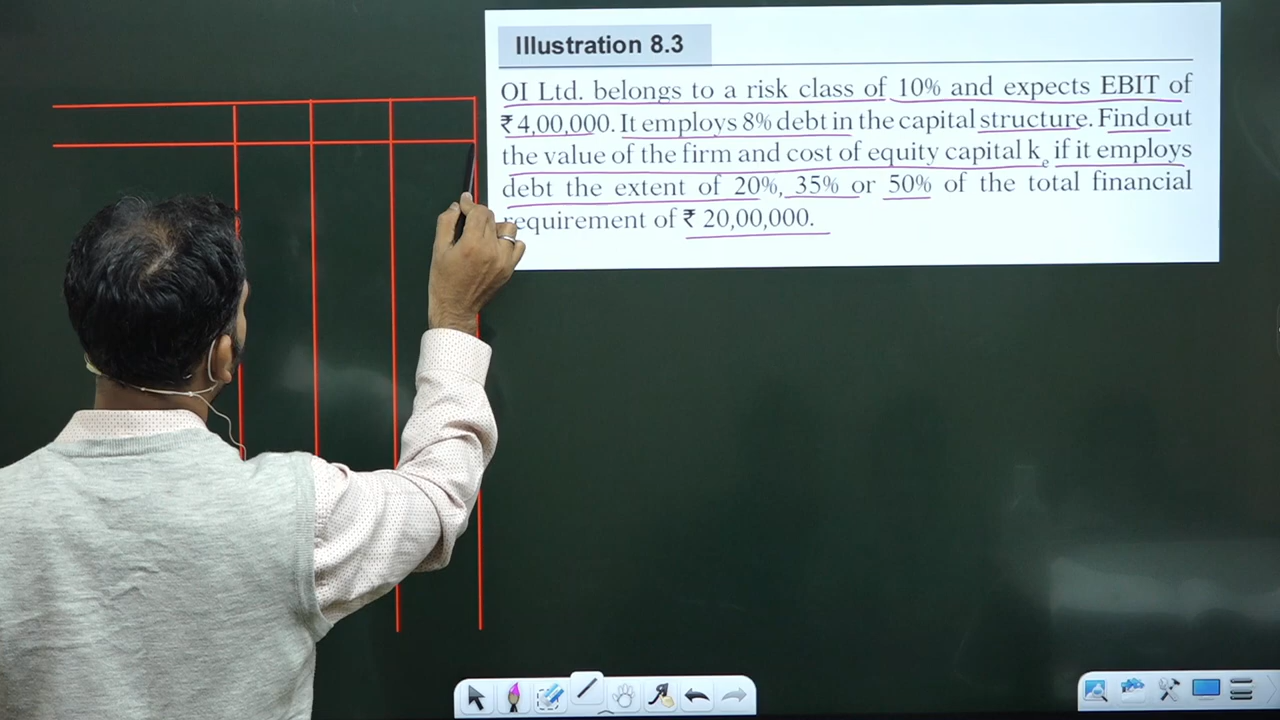 Illustration 8.3
OI Ltd. belongs to a risk class of 10% and expects EBIT of
₹ 4,00,000. It employs 8% debt in the capital structure. Find out
the value of the firm and cost of equity capital ke if it employs
debt the extent of 20%, 35% or 50% of the total financial
requirement of ₹ 20,00,000.